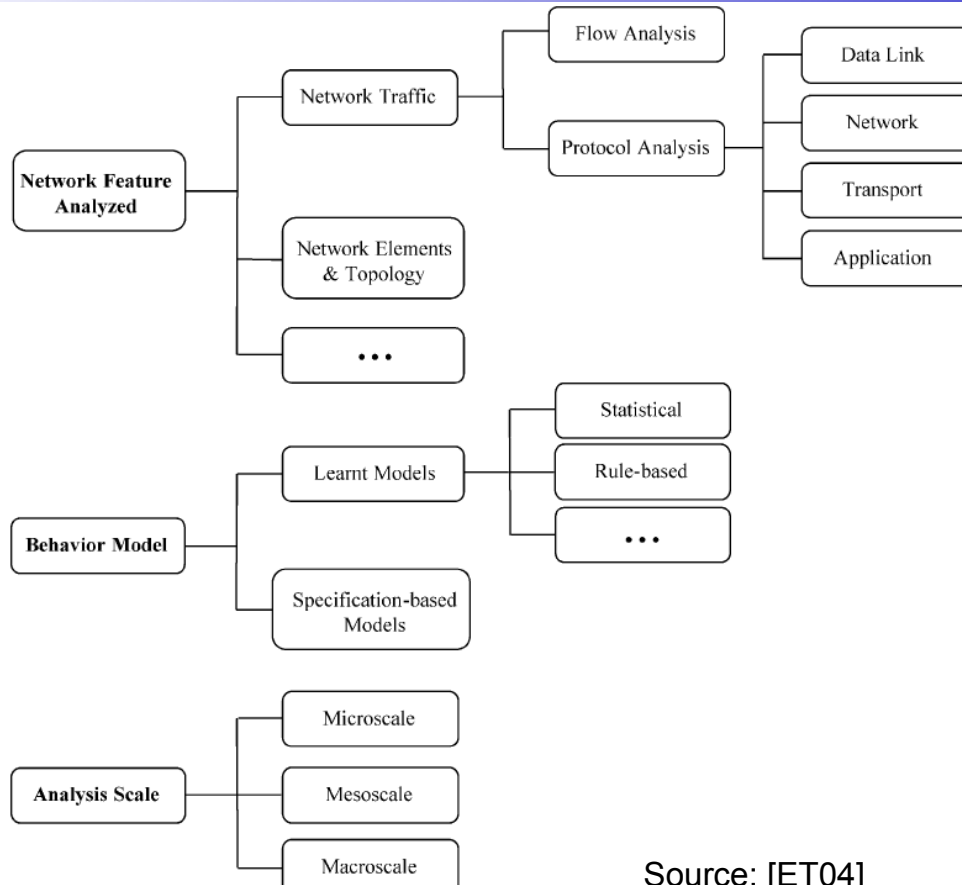 Network Feature
Analyzed
Network Traffic
Flow Analysis
Protocol Analysis
Data Link
Network
Transport
Application
Network Elements
& Topology
•••
Behavior Model
Learnt Models
Statistical
Rule-based
•••
Specification-based
Models
Analysis Scale
Microscale
Mesoscale
Macroscale
Source: [ET04]